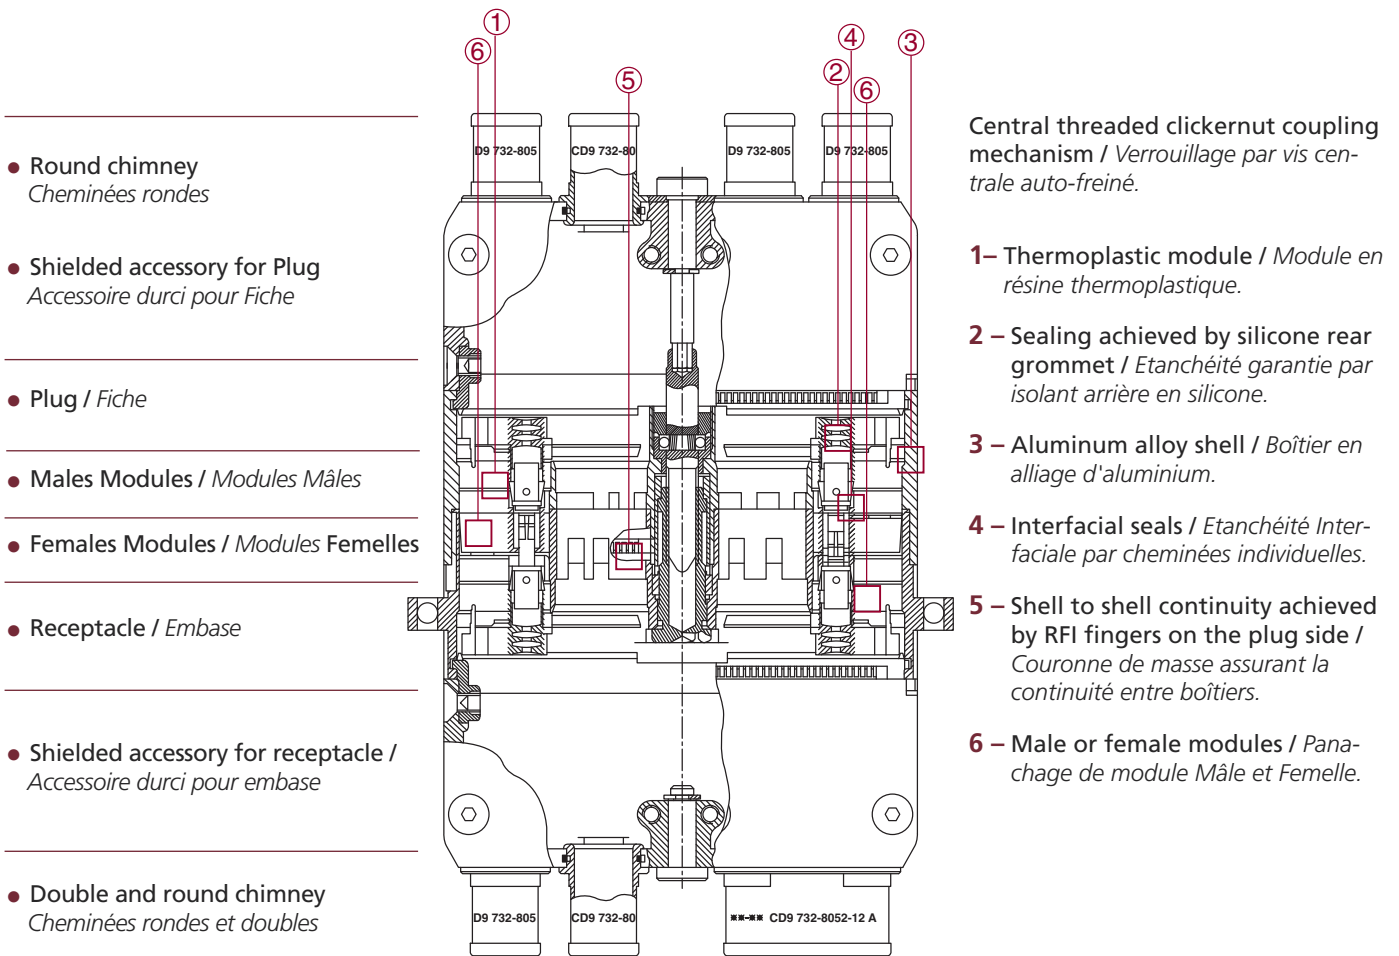 1
6
5
4
3
2
6
D9 732-805
CD9 732-80
D9 732-805
D9 732-805
● Round chimney
Cheminées rondes
● Shielded accessory for Plug
Accessoire durci pour Fiche
● Plug / Fiche
● Males Modules / Modules Mâles
● Females Modules / Modules Femelles
● Receptacle / Embase
● Shielded accessory for receptacle /
Accessoire durci pour embase
● Double and round chimney
Cheminées rondes et doubles
D9 732-805
CD9 732-80
**-** CD9 732-8052-12 A
Central threaded clickernut coupling
mechanism / Verrouillage par vis cen-
trale auto-freiné.
1– Thermoplastic module / Module en
résine thermoplastique.
2 – Sealing achieved by silicone rear
grommet / Etanchéité garantie par
isolant arrière en silicone.
3 – Aluminum alloy shell / Boîtier en
alliage d'aluminium.
4 – Interfacial seals / Etanchéité Inter-
faciale par cheminées individuelles.
5 – Shell to shell continuity achieved
by RFI fingers on the plug side /
Couronne de masse assurant la
continuité entre boîtiers.
6 – Male or female modules / Pana-
chage de module Mâle et Femelle.